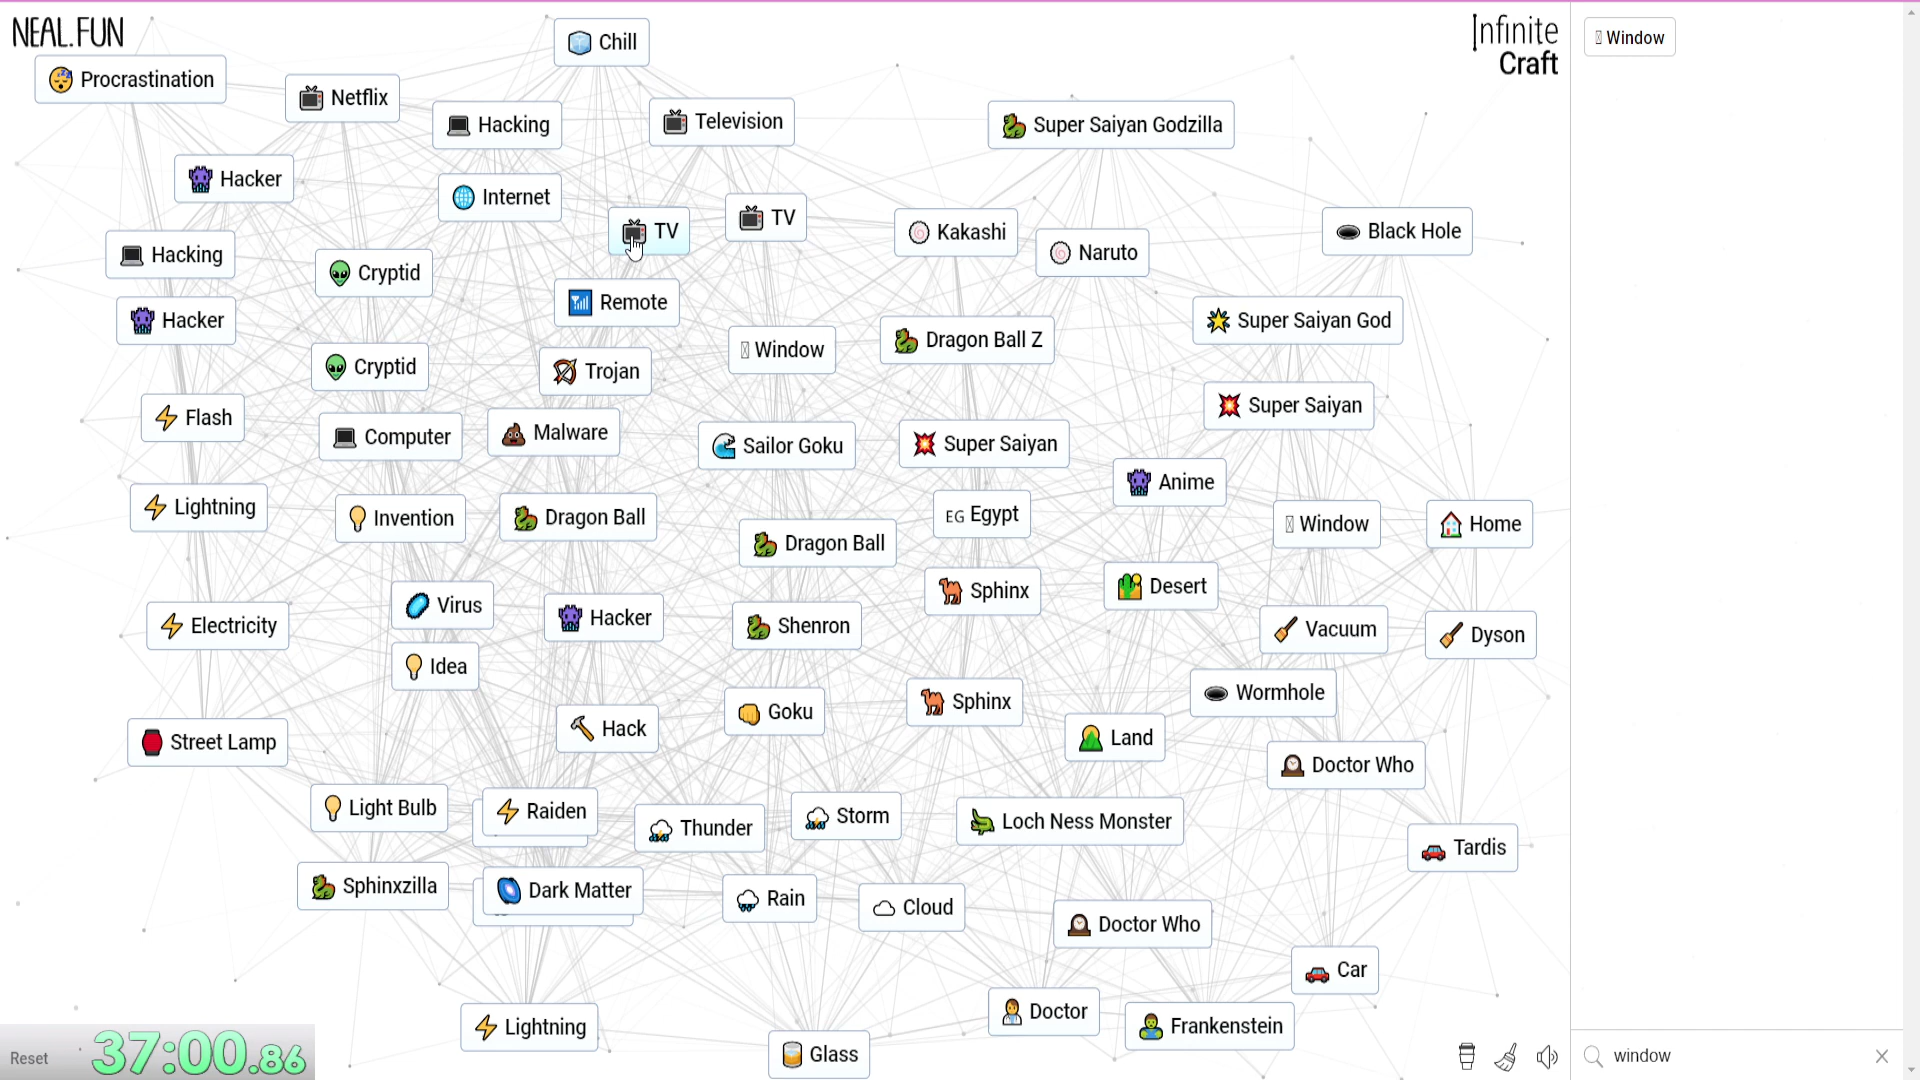 NEAL.FUN
Infinite
Craft
Chill
Procrastination
Netflix
Hacking
Television
Super Saiyan Godzilla
Hacker
Internet
TV
TV
Kakashi
Naruto
Black Hole
Hacking
Cryptid
Remote
Hacker
Super Saiyan God
Window
Dragon Ball Z
Cryptid
Trojan
Super Saiyan
Flash
Computer
Malware
Sailor Goku
Super Saiyan
Anime
Lightning
Invention
Dragon Ball
EG Egypt
Window
Home
Dragon Ball
Sphinx
Desert
Electricity
Virus
Hacker
Shenron
Vacuum
Dyson
Idea
Wormhole
Goku
Sphinx
Street Lamp
Hack
Land
Doctor Who
Light Bulb
Raiden
Thunder
Storm
Loch Ness Monster
Tardis
Sphinxzilla
Dark Matter
Rain
Cloud
Doctor Who
Car
Lightning
Glass
Doctor
Frankenstein
Reset
37:00.86
Window
window